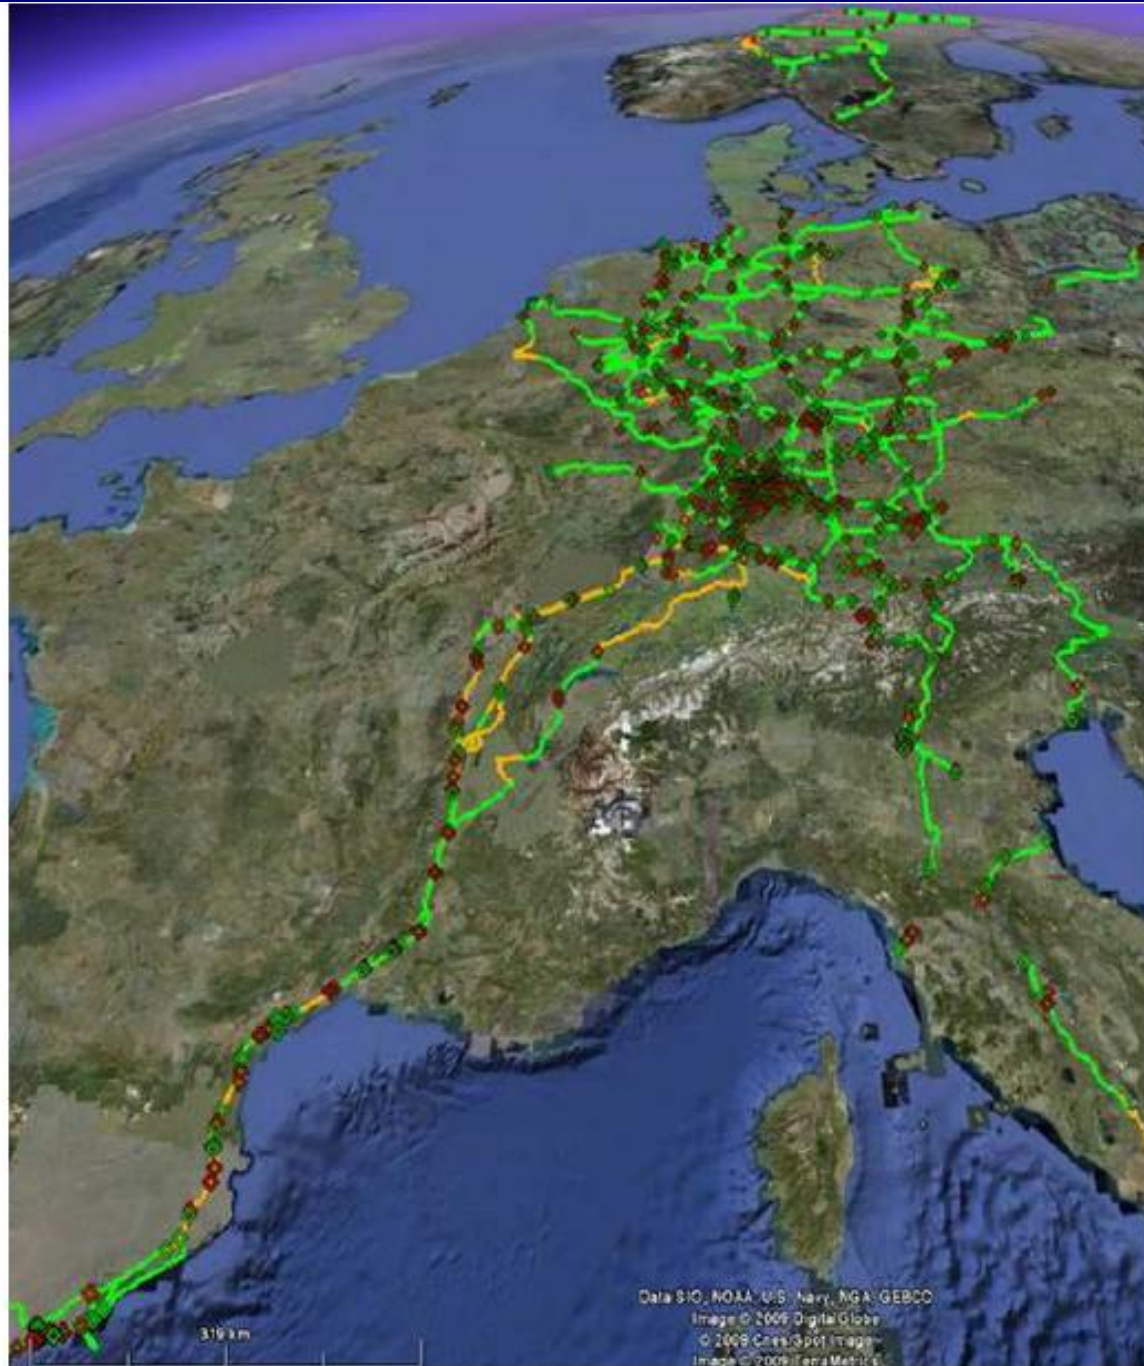 319 km
Data SIO, NOAA, U.S. Navy, NGA, GEBCO
Image © 2009 DigitalGlobe
© 2009 Cnes/Spot Image
Image © 2009 TerraMetrics